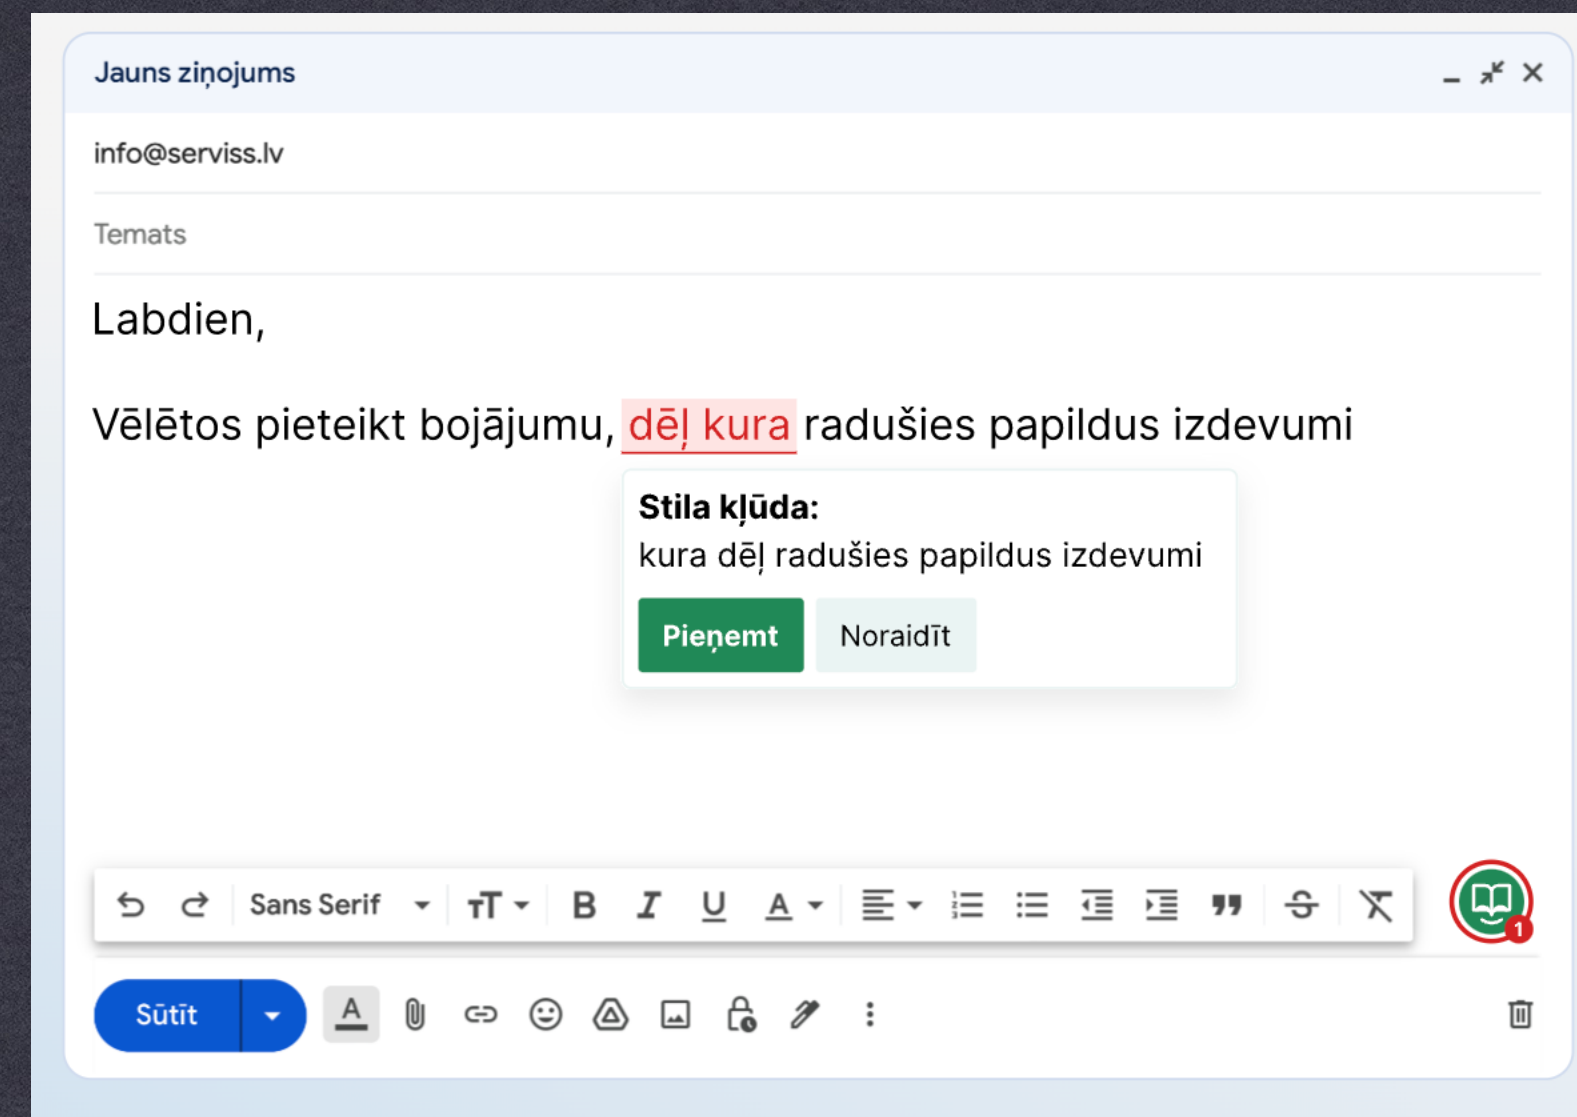 Jauns ziņojums
info@serviss.lv
Temats
Labdien,
Vēlētos pieteikt bojājumu, dēļ kura radušies papildus izdevumi
Stila kļūda:
kura dēļ radušies papildus izdevumi
Pieņemt Noraidīt
Sans Serif
1
Sūtīt